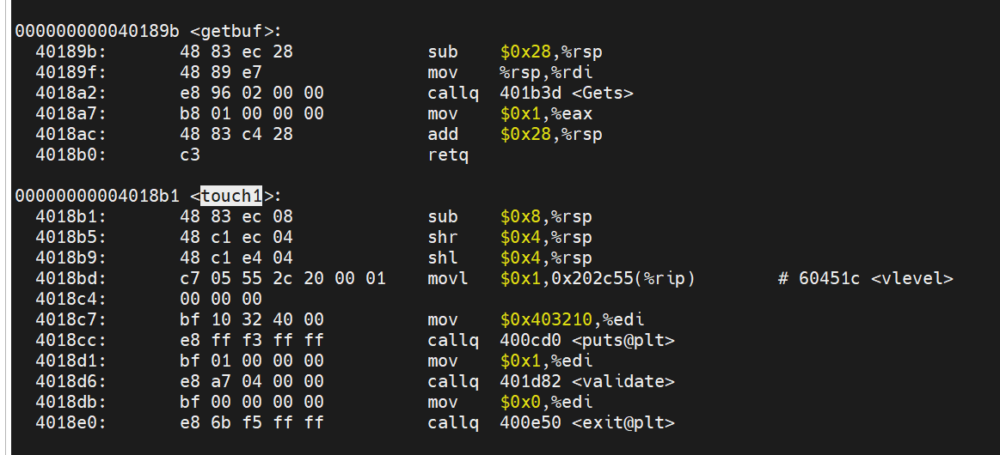 000000000040189b <getbuf>:
40189b: 48 83 ec 28 sub $0x28,%rsp
40189f: 48 89 e7 mov %rsp,%rdi
4018a2: e8 96 02 00 00 callq 401b3d <Gets>
4018a7: b8 01 00 00 00 mov $0x1,%eax
4018ac: 48 83 c4 28 add $0x28,%rsp
4018b0: c3 retq
00000000004018b1 <touch1>:
4018b1: 48 83 ec 08 sub $0x8,%rsp
4018b5: 48 c1 ec 04 shr $0x4,%rsp
4018b9: 48 c1 e4 04 shl $0x4,%rsp
4018bd: c7 05 55 2c 20 00 01 movl $0x1,0x202c55(%rip) # 60451c <vlevel>
4018c4: 00 00 00
4018c7: bf 10 32 40 00 mov $0x403210,%edi
4018cc: e8 ff f3 ff ff callq 400cd0 <puts@plt>
4018d1: bf 01 00 00 00 mov $0x1,%edi
4018d6: e8 a7 04 00 00 callq 401d82 <validate>
4018db: bf 00 00 00 00 mov $0x0,%edi
4018e0: e8 6b f5 ff ff callq 400e50 <exit@plt>